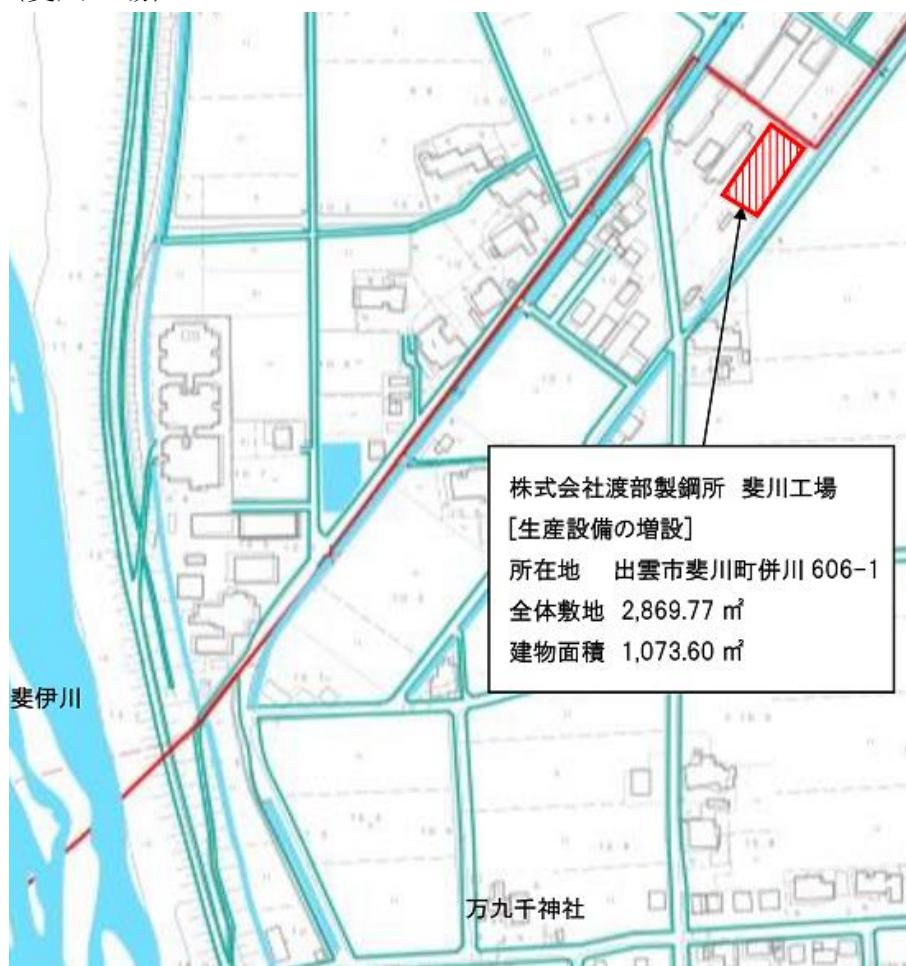 株式会社渡部製鋼所 斐川工場
[生産設備の増設]
所在地 出雲市斐川町併川 606-1
全体敷地 2,869.77 ㎡
建物面積 1,073.60 ㎡
斐伊川
万九千神社